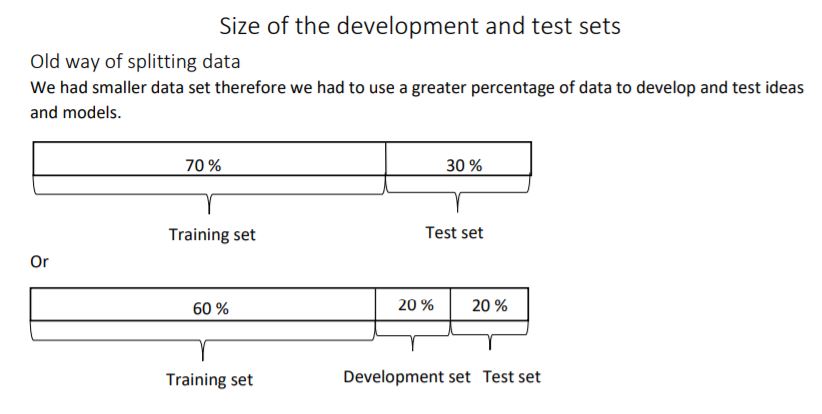 Size of the development and test sets
Old way of splitting data
We had smaller data set therefore we had to use a greater percentage of data to develop and test ideas
and models.
70 % 30 %
Training set Test set
Or
60 % 20 % 20 %
Training set Development set Test set